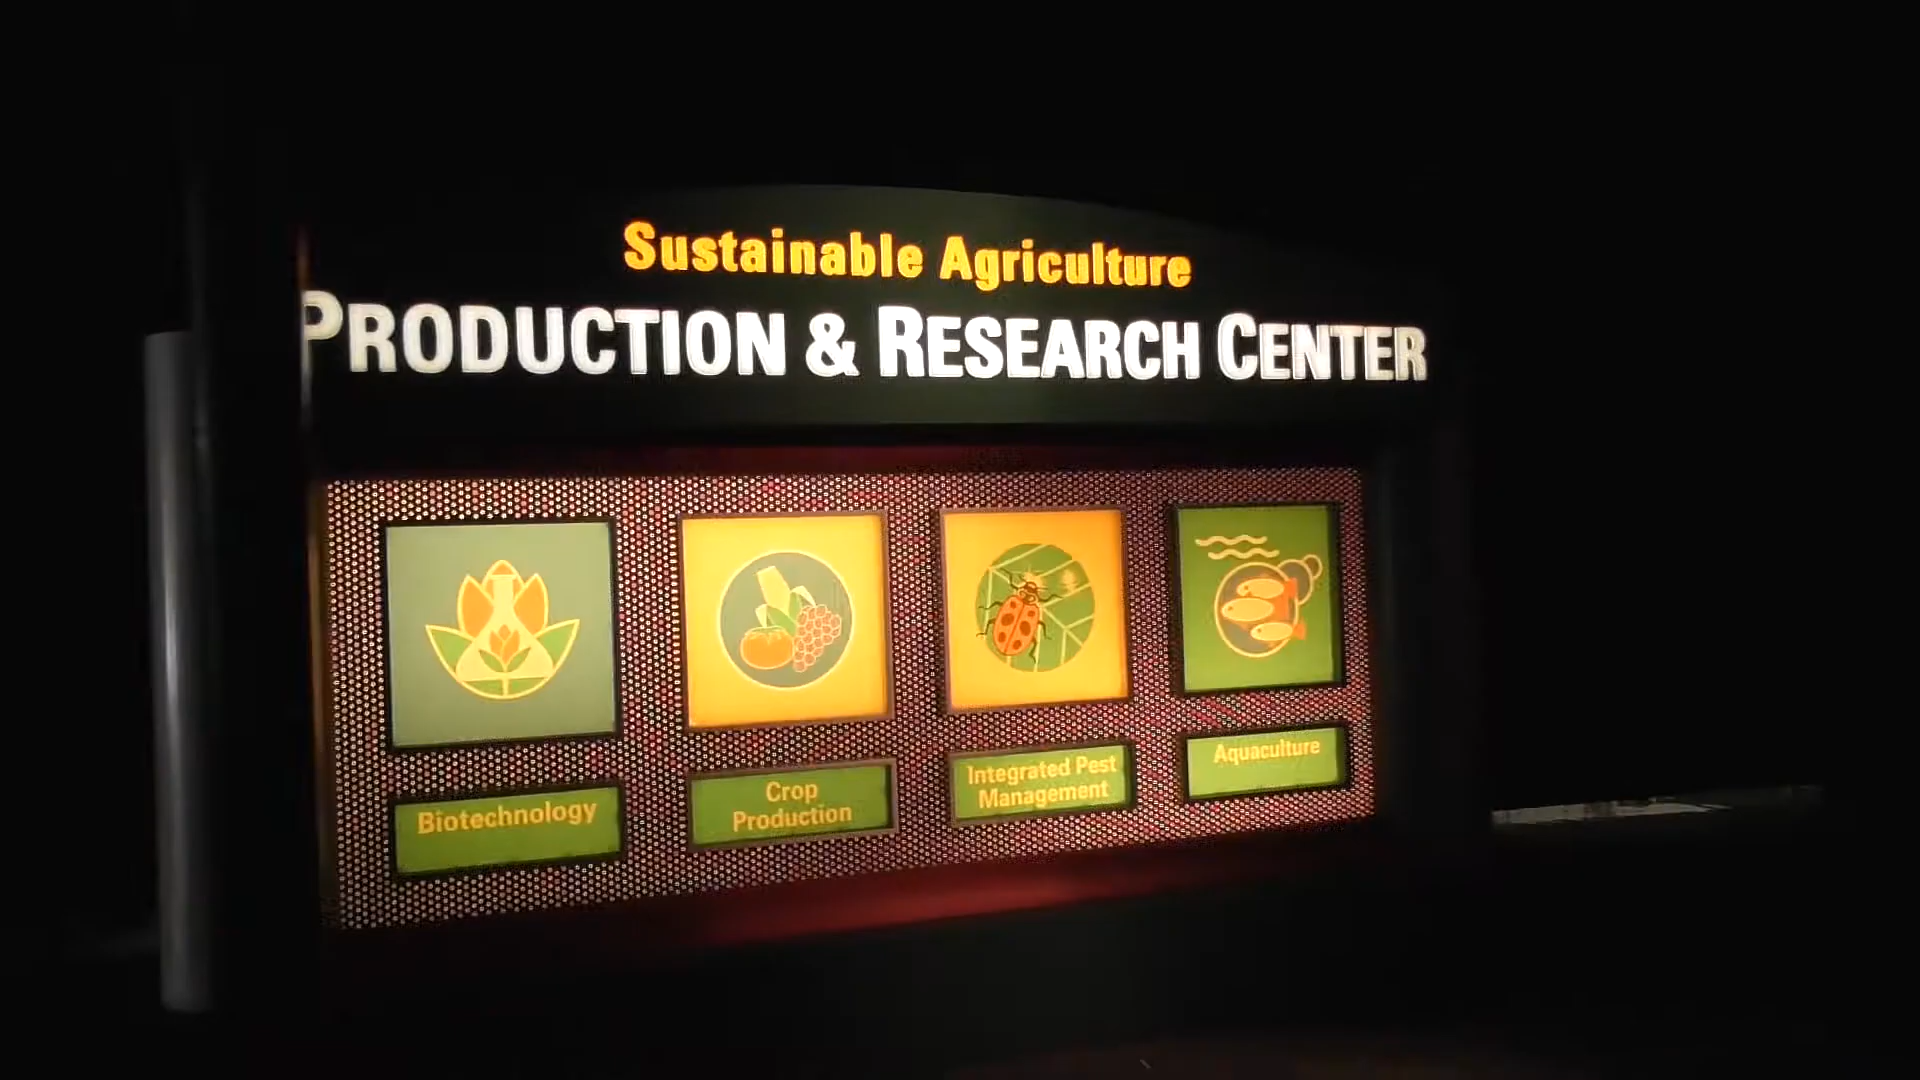 Sustainable Agriculture
PRODUCTION & RESEARCH CENTER
Biotechnology
Crop
Production
Integrated Pest
Management
Aquaculture